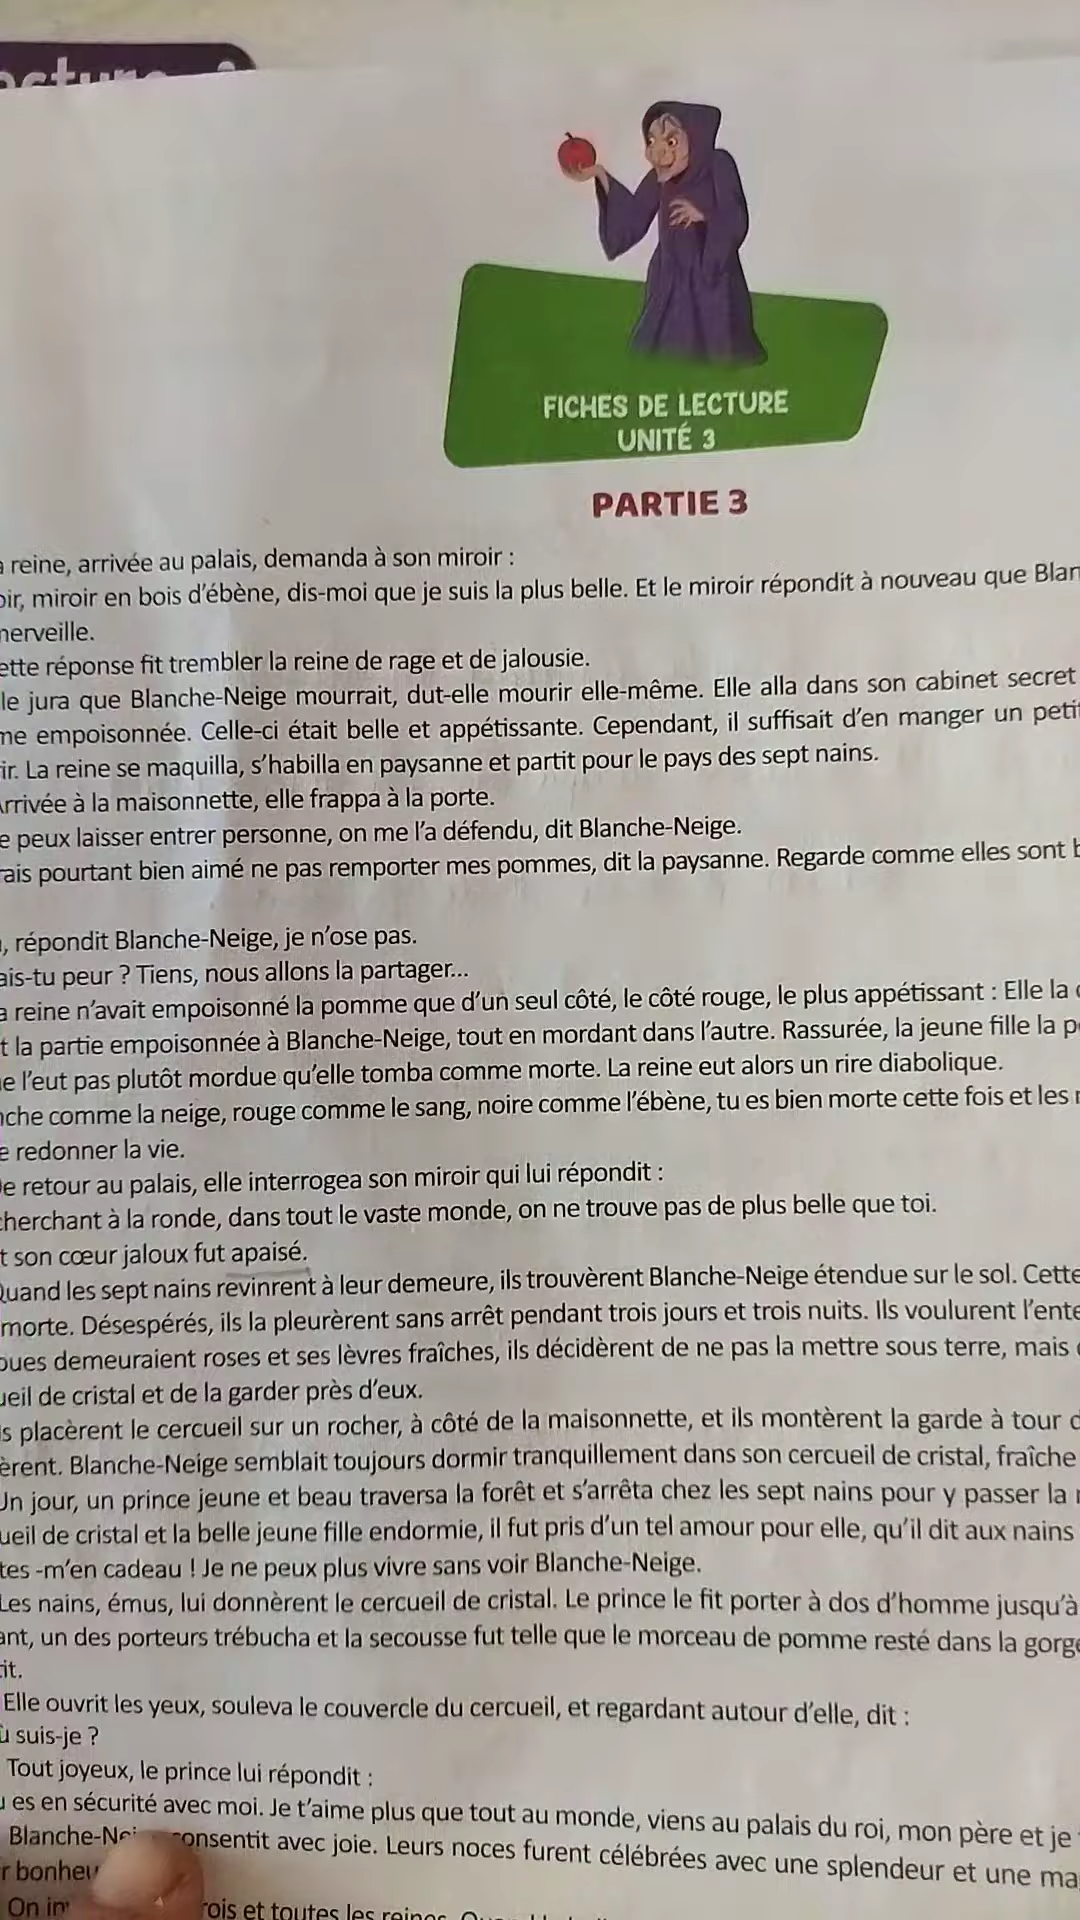 FICHES DE LECTURE
UNITÉ 3
PARTIE 3
reine, arrivée au palais, demanda à son miroir :
miroir en bois d'ébène, dis-moi que je suis la plus belle. Et le miroir répondit à nouveau que
réponse fit trembler la reine de rage et de jalousie.
jura que Blanche-Neige mourrait, dut-elle mourir elle-même. Elle alla dans son cabinet secret
empoisonnée. Celle-ci était belle et appétissante. Cependant, il suffisait d'en manger un
La reine se maquilla, s'habilla en paysanne et partit pour le pays des sept nains.
à la maisonnette, elle frappa à la porte.
peux laisser entrer personne, on me l'a défendu, dit Blanche-Neige.
pourtant bien aimé ne pas remporter mes pommes, dit la paysanne. Regarde comme elles sont
, répondit Blanche-Neige, je n'ose pas.
peur ? Tiens, nous allons la partager...
reine n'avait empoisonné la pomme que d'un seul côté, le côté rouge, le plus appétissant : Elle la
la partie empoisonnée à Blanche-Neige, tout en mordant dans l'autre. Rassurée, la jeune fille la
l'eut pas plutôt mordue qu'elle tomba comme morte. La reine eut alors un rire diabolique.
comme la neige, rouge comme le sang, noire comme l'ébène, tu es bien morte cette fois et les
redonner la vie.
retour au palais, elle interrogea son miroir qui lui répondit :
cherchant à la ronde, dans tout le vaste monde, on ne trouve pas de plus belle que toi.
son cœur jaloux fut apaisé.
Quand les sept nains revinrent à leur demeure, ils trouvèrent Blanche-Neige étendue sur le sol. Cette
morte. Désespérés, ils la pleurèrent sans arrêt pendant trois jours et trois nuits. Ils voulurent
demeuraient roses et ses lèvres fraîches, ils décidèrent de ne pas la mettre sous terre, mais
de cristal et de la garder près d'eux.
placèrent le cercueil sur un rocher, à côté de la maisonnette, et ils montèrent la garde à tour
Blanche-Neige semblait toujours dormir tranquillement dans son cercueil de cristal, fraîche
Un jour, un prince jeune et beau traversa la forêt et s'arrêta chez les sept nains pour y passer la
de cristal et la belle jeune fille endormie, il fut pris d'un tel amour pour elle, qu'il dit aux nains
-m'en cadeau ! Je ne peux plus vivre sans voir Blanche-Neige.
Les nains, émus, lui donnèrent le cercueil de cristal. Le prince le fit porter à dos d'homme jusqu'à
un des porteurs trébucha et la secousse fut telle que le morceau de pomme resté dans la
Elle ouvrit les yeux, souleva le couvercle du cercueil, et regardant autour d'elle, dit :
suis-je ?
Tout joyeux, le prince lui répondit :
es en sécurité avec moi. Je t'aime plus que tout au monde, viens au palais du roi, mon père et je
consentit avec joie. Leurs noces furent célébrées avec une splendeur et une
On
et toutes les reines.